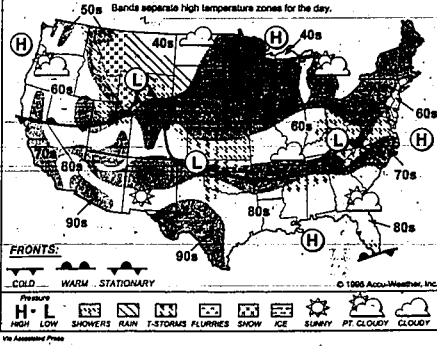 Bands separate high temperature zones for the day.
50s
40s
H
40s
H
L
60s
60s
60s
L
H
70s
80s
L
70s
90s
80s
80s
90s
H
FRONTS:
COLD WARM STATIONARY
© 1995 Accu-Weather, Inc.
Pressure
H - L
HIGH LOW SHOWERS RAIN T-STORMS FLURRIES SNOW ICE SUNNY PT. CLOUDY CLOUDY
Via Associated Press